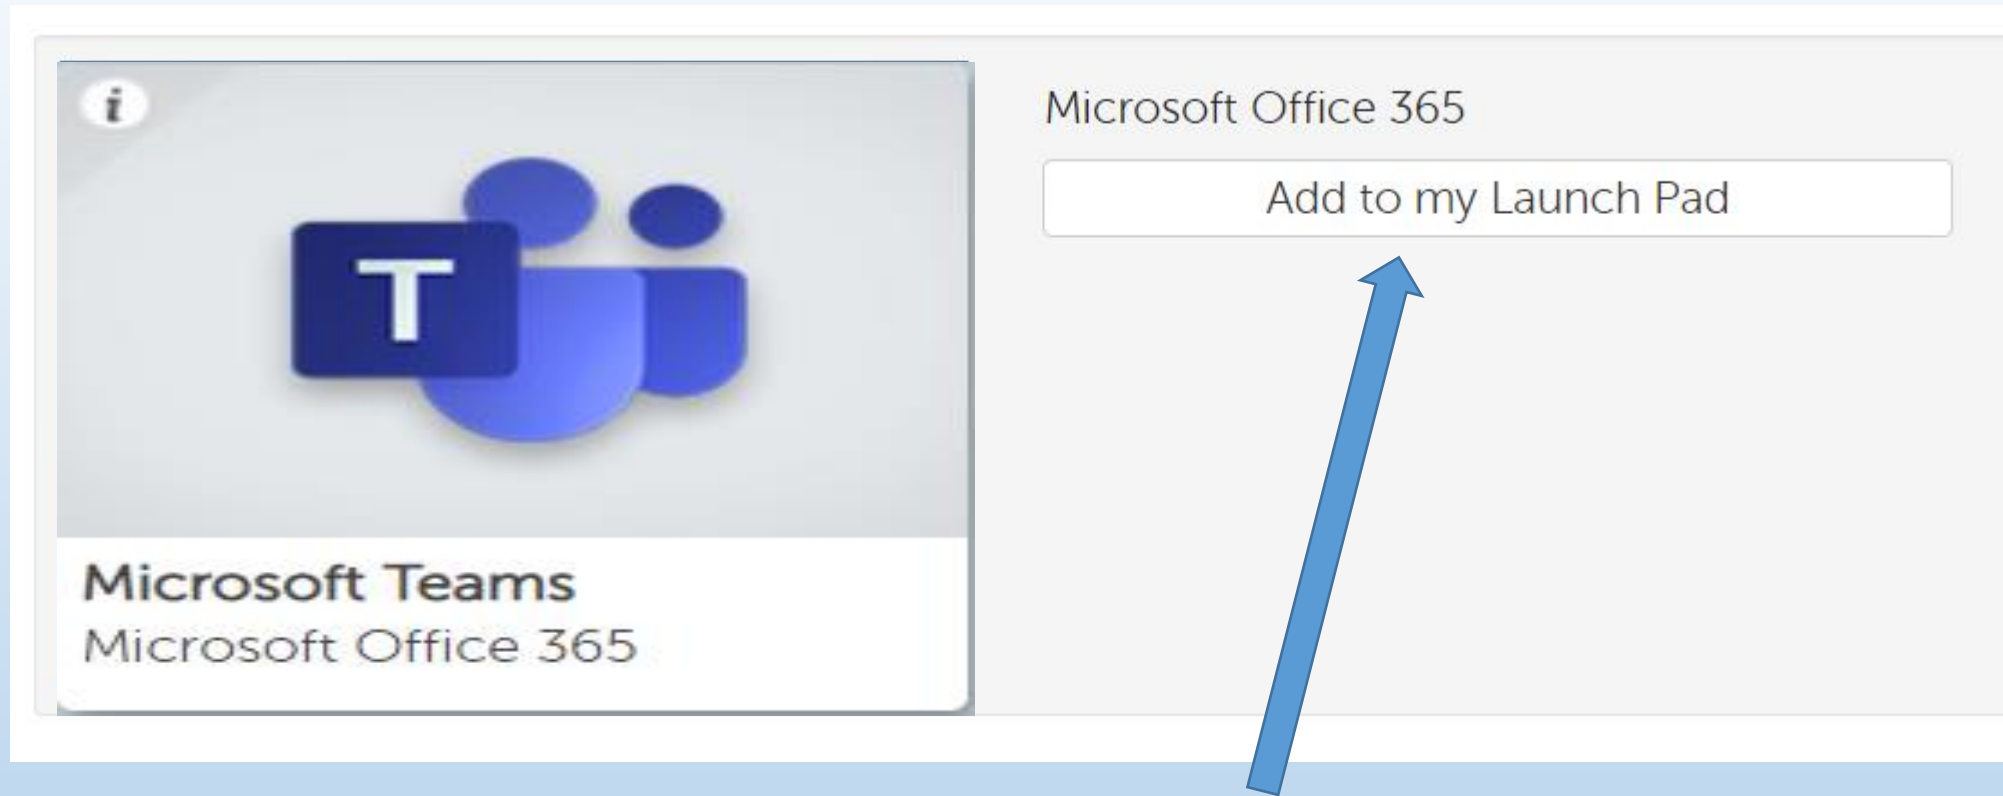 i
T
Microsoft Teams
Microsoft Office 365
Microsoft Office 365
Add to my Launch Pad